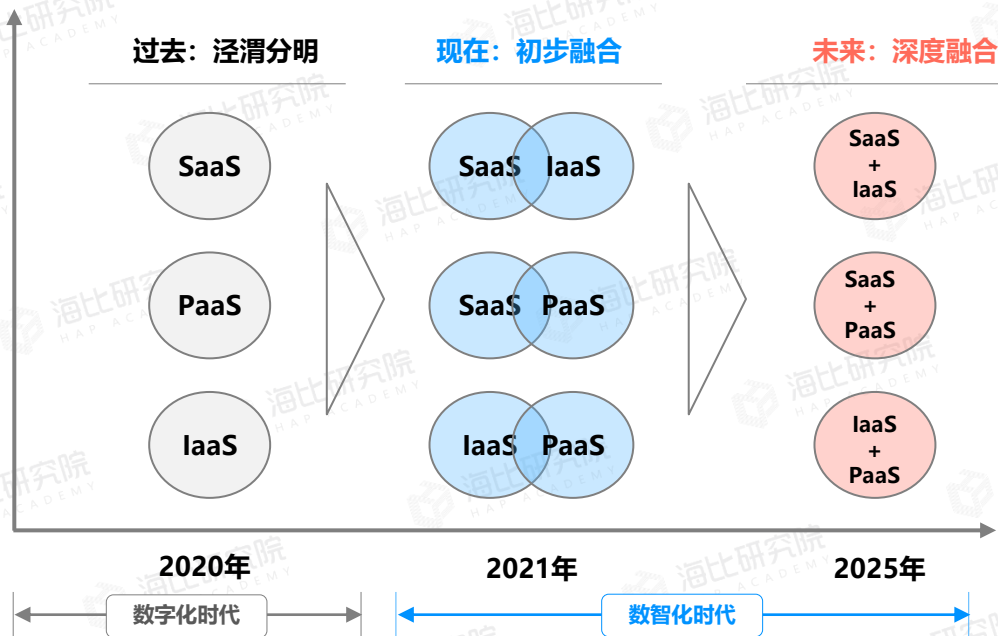 过去：泾渭分明
现在：初步融合
未来：深度融合
SaaS
SaaS IaaS
SaaS
+
IaaS
PaaS
SaaS PaaS
SaaS
+
PaaS
IaaS
IaaS PaaS
IaaS
+
PaaS
2020年
2021年
2025年
数字化时代
数智化时代
海比研究院
HAP ACADEMY